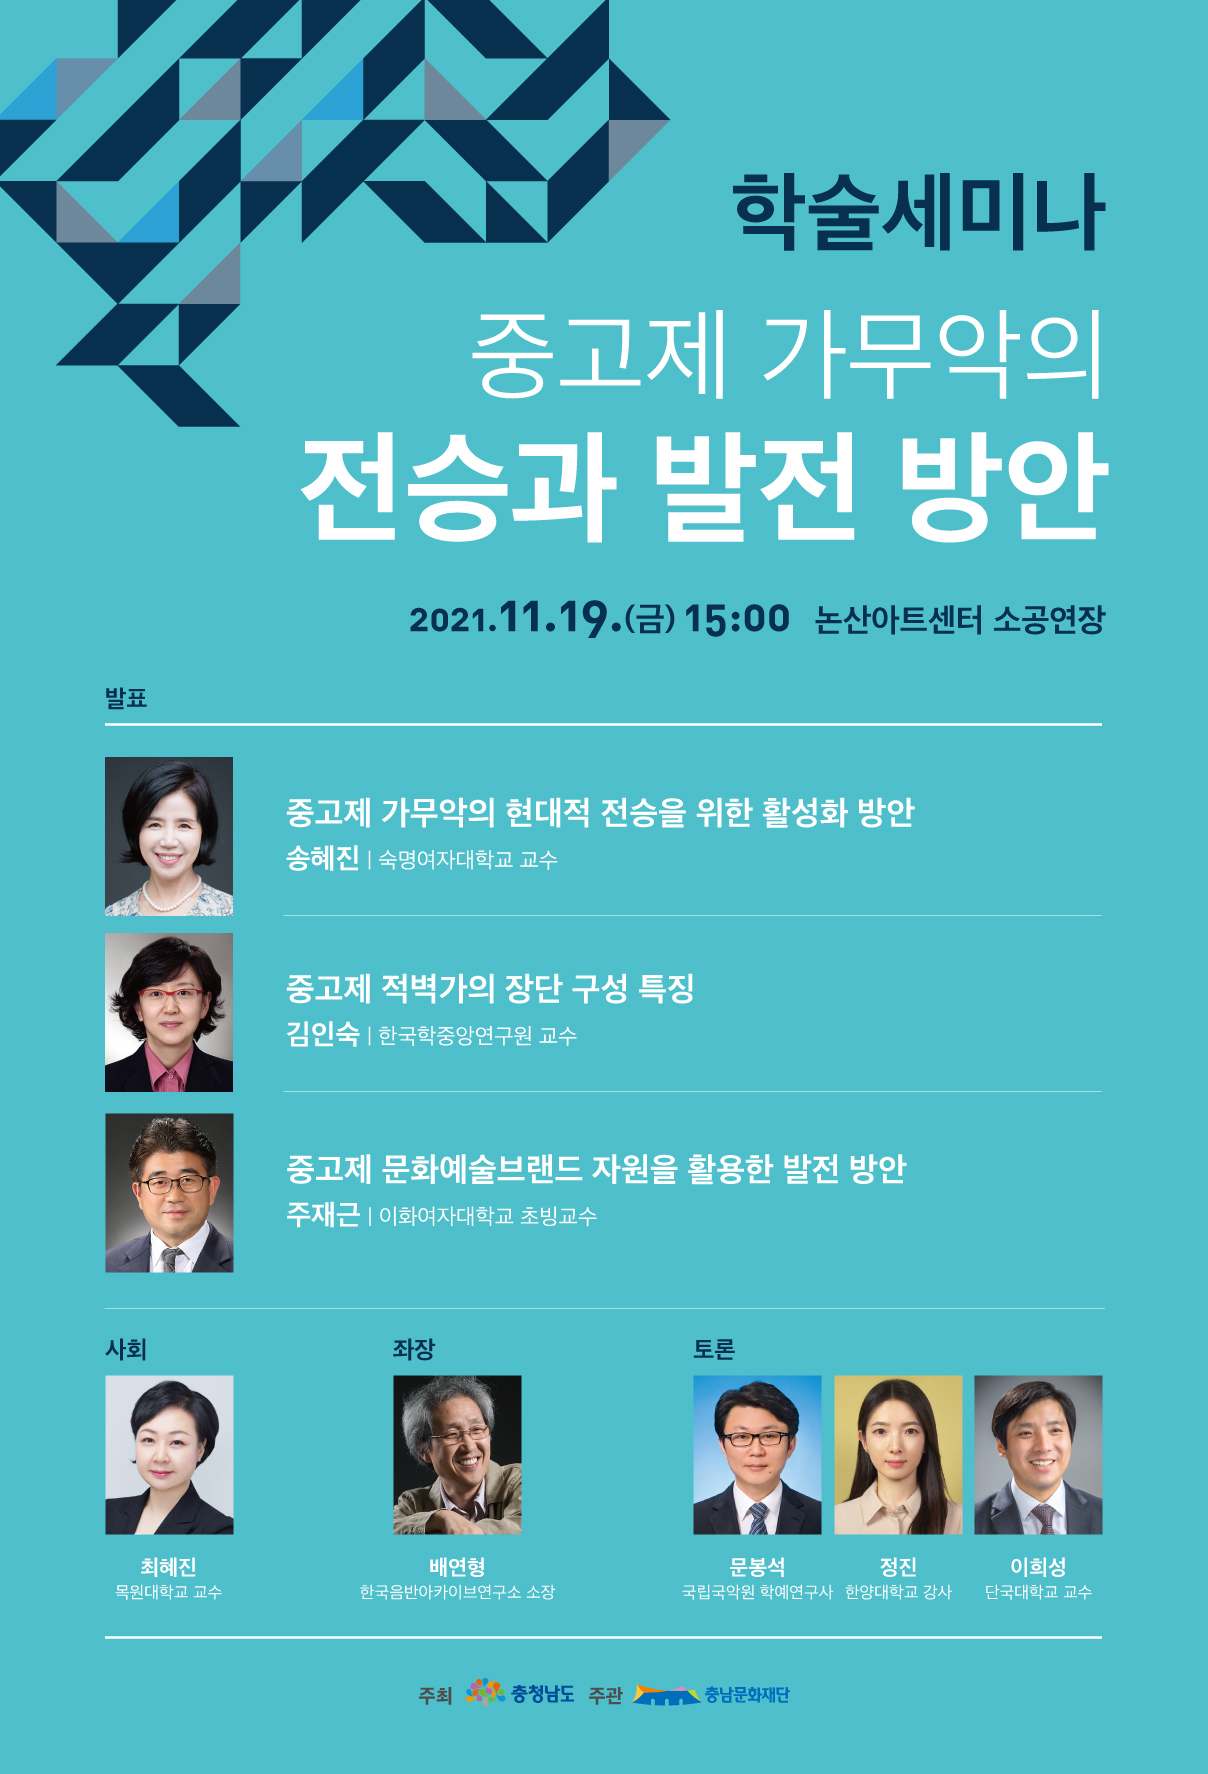 학술세미나
중고제 가무악의
전승과 발전 방안
2021.11.19.(금) 15:00 논산아트센터 소공연장
발표
중고제 가무악의 현대적 전승을 위한 활성화 방안
송혜진 | 숙명여자대학교 교수
중고제 적벽가의 장단 구성 특징
김인숙 | 한국학중앙연구원 교수
중고제 문화예술브랜드 자원을 활용한 발전 방안
주재근 | 이화여자대학교 초빙교수
사회
최혜진
목원대학교 교수
좌장
배연형
한국음반아카이브연구소 소장
토론
문봉석
국립국악원 학예연구사
정진
한양대학교 강사
이희성
단국대학교 교수
주최 충청남도 주관 충남문화재단